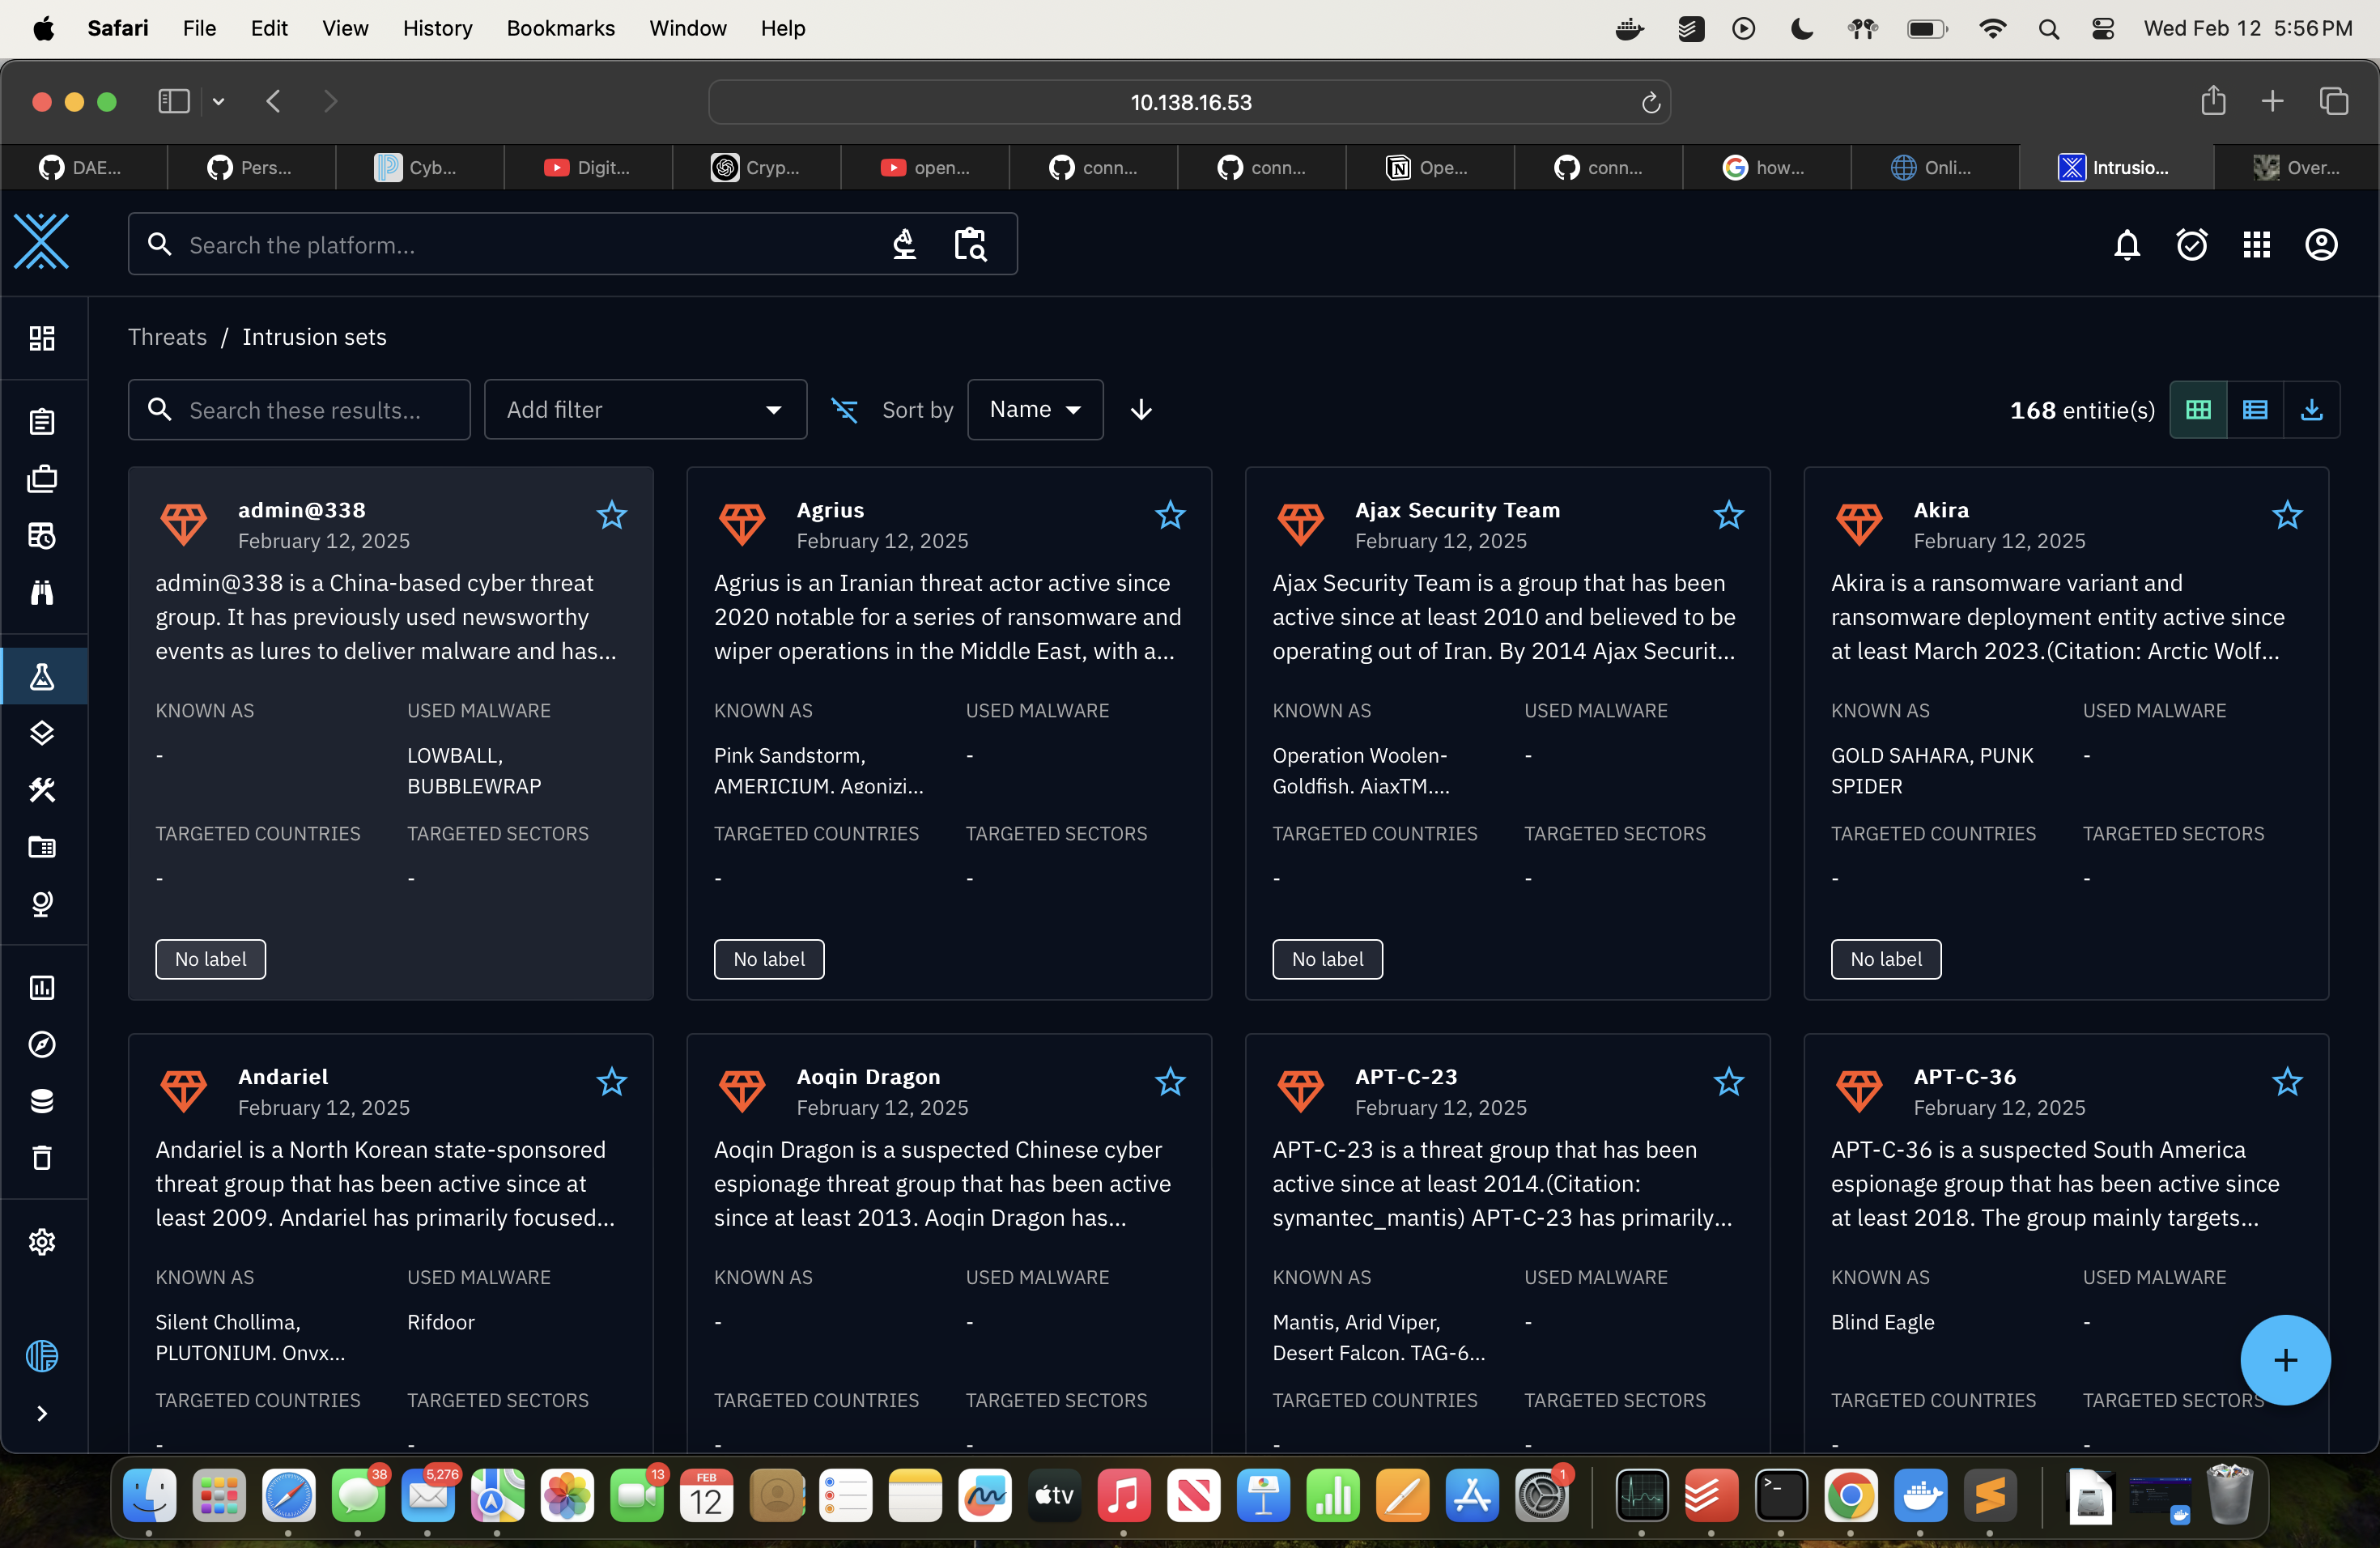 Safari File Edit View History Bookmarks Window Help Wed Feb 12 5:56 PM
10.138.16.53
DAE... Pers... Cyb... Digit... Cryp... open... conn... conn... Ope... conn... how... Onli... Intrusio... Over...
Search the platform...
Threats / Intrusion sets
Search these results... Add filter Sort by Name 168 entitie(s)
admin@338
February 12, 2025
admin@338 is a China-based cyber threat
group. It has previously used newsworthy
events as lures to deliver malware and has...
KNOWN AS USED MALWARE
- LOWBALL,
BUBBLEWRAP
TARGETED COUNTRIES TARGETED SECTORS
- -
No label
Agrius
February 12, 2025
Agrius is an Iranian threat actor active since
2020 notable for a series of ransomware and
wiper operations in the Middle East, with a...
KNOWN AS USED MALWARE
Pink Sandstorm, -
AMERICIUM. Agonizi...
TARGETED COUNTRIES TARGETED SECTORS
- -
No label
Ajax Security Team
February 12, 2025
Ajax Security Team is a group that has been
active since at least 2010 and believed to be
operating out of Iran. By 2014 Ajax Securit...
KNOWN AS USED MALWARE
Operation Woolen- -
Goldfish. AjaxTM....
TARGETED COUNTRIES TARGETED SECTORS
- -
No label
Akira
February 12, 2025
Akira is a ransomware variant and
ransomware deployment entity active since
at least March 2023.(Citation: Arctic Wolf...
KNOWN AS USED MALWARE
GOLD SAHARA, PUNK -
SPIDER
TARGETED COUNTRIES TARGETED SECTORS
- -
No label
Andariel
February 12, 2025
Andariel is a North Korean state-sponsored
threat group that has been active since at
least 2009. Andariel has primarily focused...
KNOWN AS USED MALWARE
Silent Chollima, Rifdoor
PLUTONIUM. Onyx...
TARGETED COUNTRIES TARGETED SECTORS
- -
Aoqin Dragon
February 12, 2025
Aoqin Dragon is a suspected Chinese cyber
espionage threat group that has been active
since at least 2013. Aoqin Dragon has...
KNOWN AS USED MALWARE
- -
TARGETED COUNTRIES TARGETED SECTORS
- -
APT-C-23
February 12, 2025
APT-C-23 is a threat group that has been
active since at least 2014.(Citation:
symantec_mantis) APT-C-23 has primarily...
KNOWN AS USED MALWARE
Mantis, Arid Viper, -
Desert Falcon. TAG-6...
TARGETED COUNTRIES TARGETED SECTORS
- -
APT-C-36
February 12, 2025
APT-C-36 is a suspected South America
espionage group that has been active since
at least 2018. The group mainly targets...
KNOWN AS USED MALWARE
Blind Eagle -
TARGETED COUNTRIES TARGETED SECTORS
- -
38 5,276 13 FEB 12 tv 1